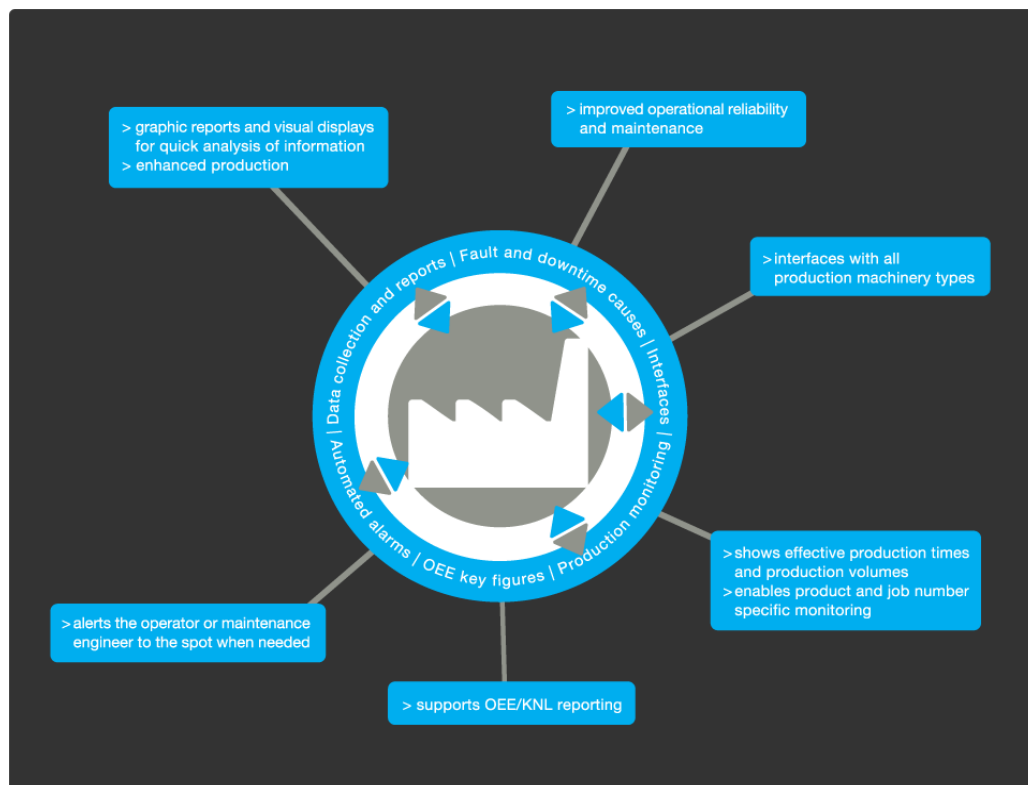 > graphic reports and visual displays
for quick analysis of information
> enhanced production
> improved operational reliability
and maintenance
> interfaces with all
production machinery types
Data collection and reports | Fault and downtime causes | Interfaces | Production monitoring | OEE key figures | Automated alarms |
> shows effective production times
and production volumes
> enables product and job number
specific monitoring
> alerts the operator or maintenance
engineer to the spot when needed
> supports OEE/KNL reporting